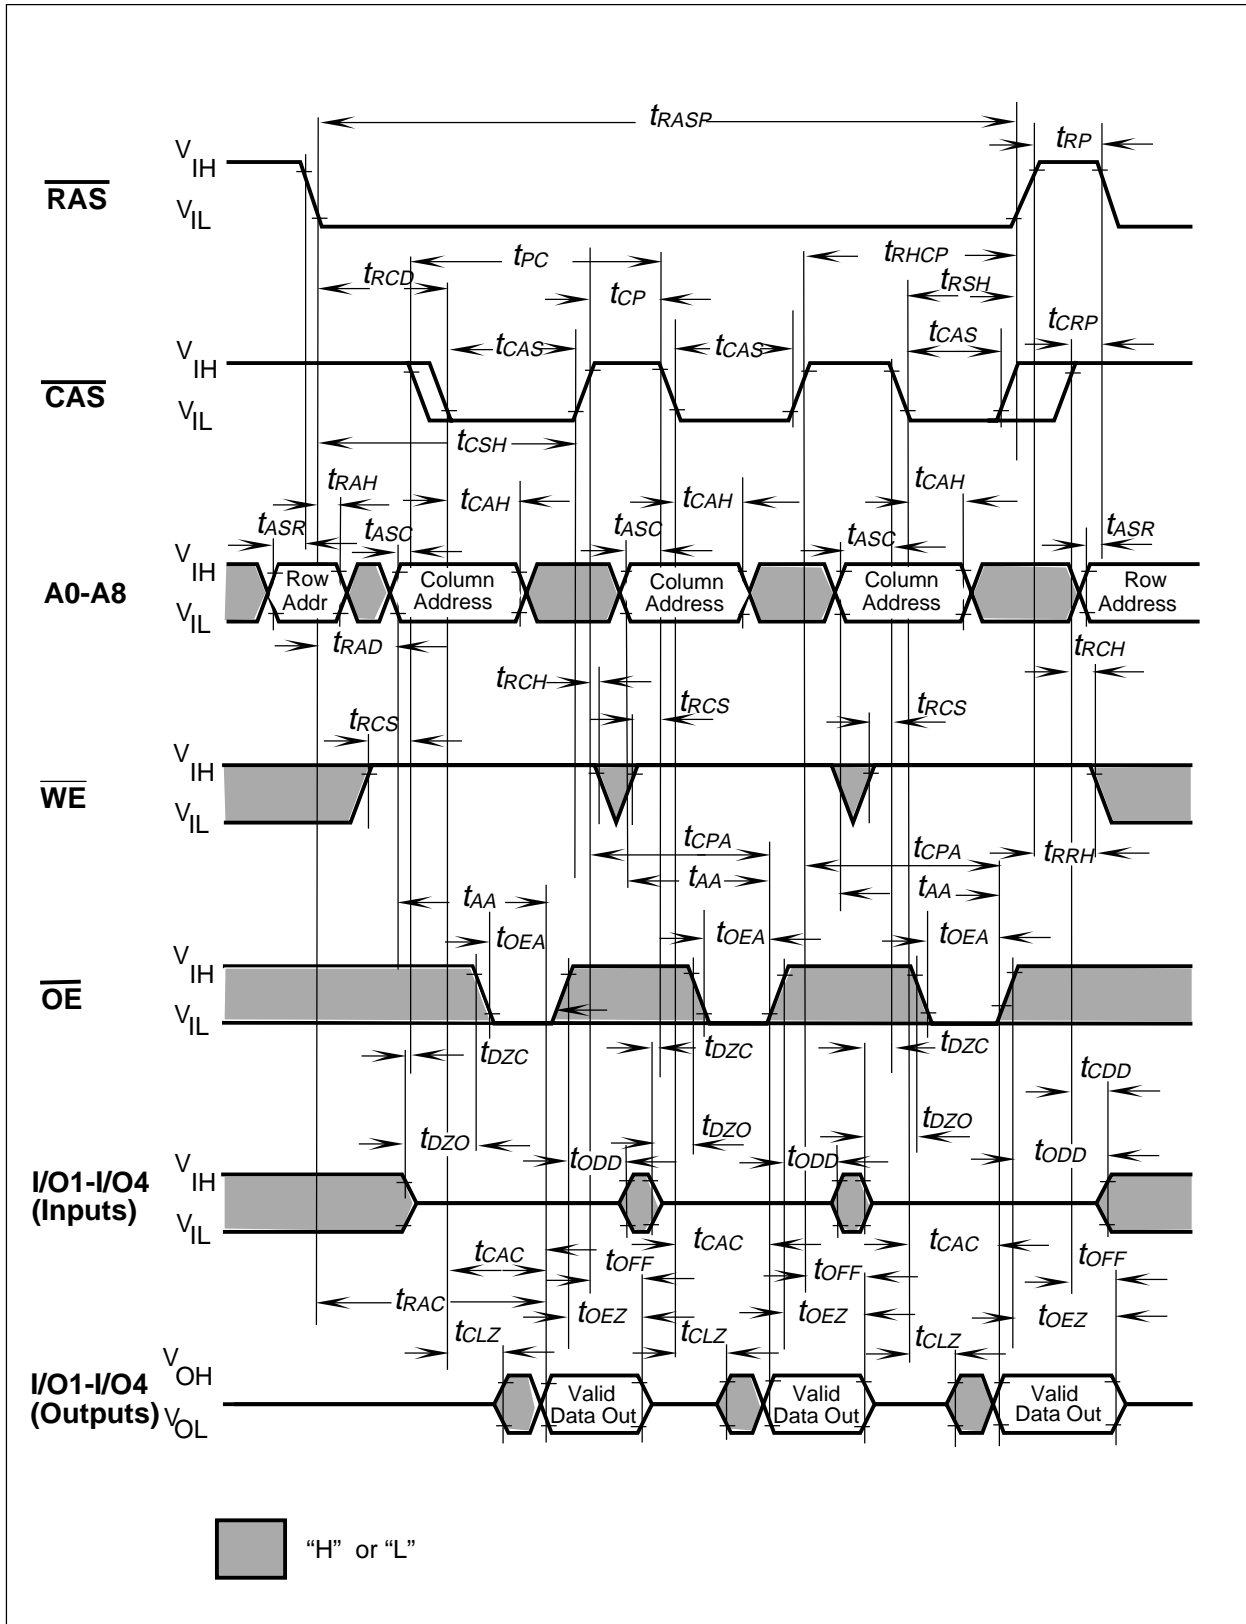 tRASP
tRP
VIH
RAS
VIL
tPC
tRHCP
tRCD
tCP
tRSH
tCRP
tCAS
tCAS
tCAS
VIH
CAS
VIL
tCSH
tRAH
tCAH
tCAH
tCAH
tASR
tASC
tASC
tASC
tASR
VIH
A0-A8
VIL
Row Addr
Column Address
Column Address
Column Address
Row Address
tRAD
tRCH
tRCH
tRCS
tRCS
tRCS
VIH
WE
VIL
tCPA
tCPA
tRRH
tAA
tAA
tAA
tOEA
tOEA
tOEA
VIH
OE
VIL
tDZC
tDZC
tDZC
tCDD
tDZO
tDZO
tDZO
tODD
tODD
tODD
VIH
I/O1-I/O4
(Inputs)
VIL
tCAC
tOFF
tCAC
tOFF
tCAC
tOFF
tRAC
tOEZ
tOEZ
tOEZ
tCLZ
tCLZ
tCLZ
VOH
I/O1-I/O4
(Outputs)
VOL
Valid
Data Out
Valid
Data Out
Valid
Data Out
“H” or “L”